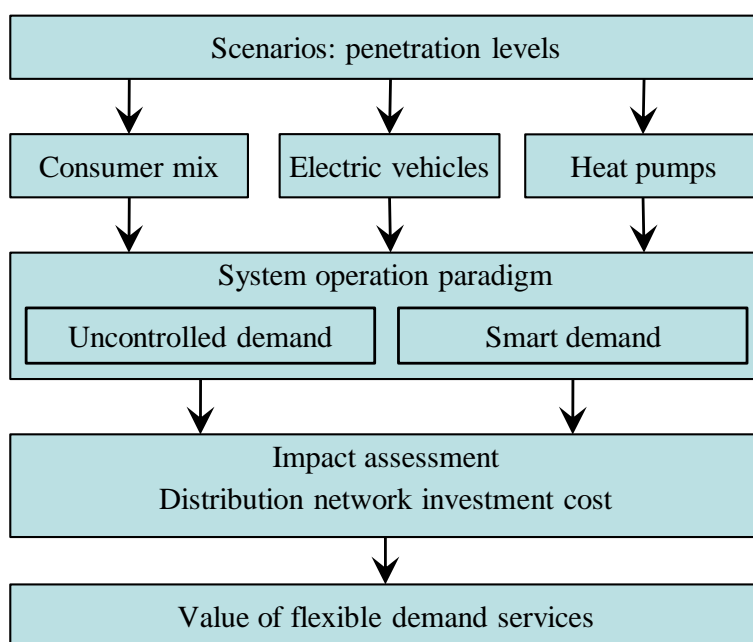 Scenarios: penetration levels
Consumer mix
Electric vehicles
Heat pumps
System operation paradigm
Uncontrolled demand
Smart demand
Impact assessment
Distribution network investment cost
Value of flexible demand services